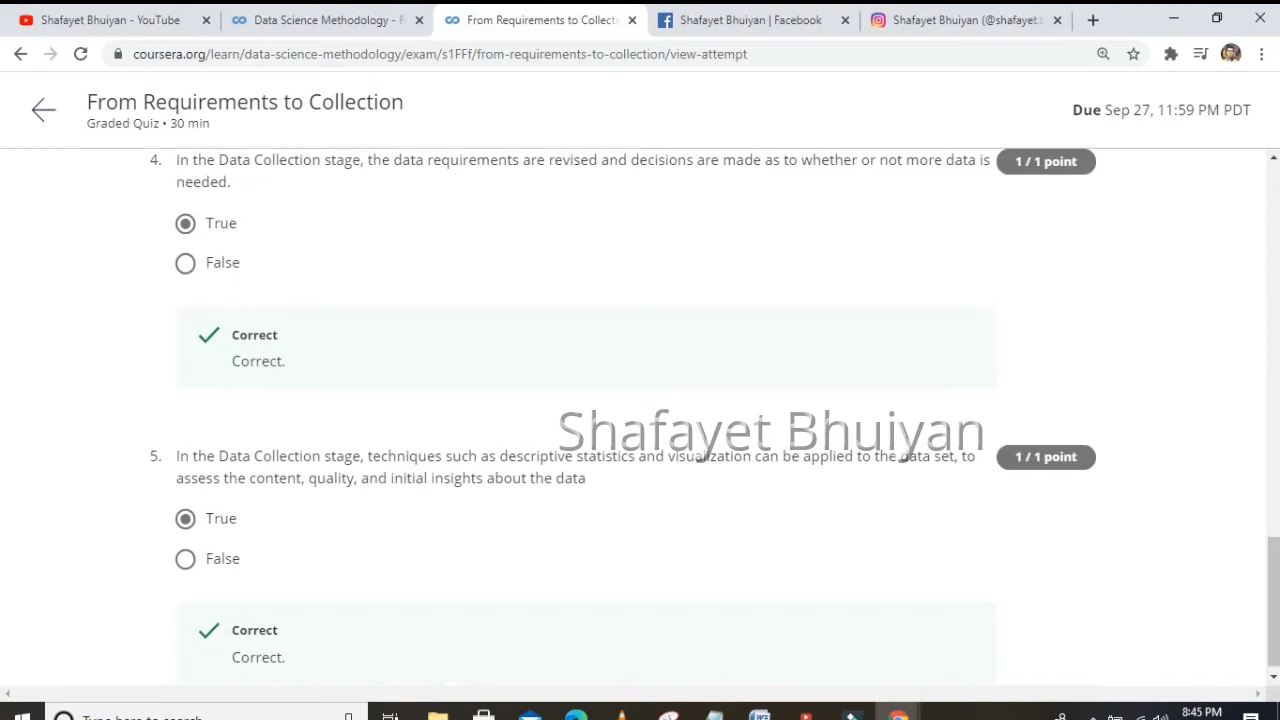 Shafayet Bhuiyan - YouTube
Data Science Methodology - F
From Requirements to Collect
Shafayet Bhuiyan | Facebook
Shafayet Bhuiyan (@shafayet.
coursera.org/learn/data-science-methodology/exam/s1FFf/from-requirements-to-collection/view-attempt
From Requirements to Collection
Graded Quiz • 30 min
Due Sep 27, 11:59 PM PDT
4. In the Data Collection stage, the data requirements are revised and decisions are made as to whether or not more data is
needed.
1 / 1 point
True
False
Correct
Correct.
Shafayet Bhuiyan
5. In the Data Collection stage, techniques such as descriptive statistics and visualization can be applied to the data set, to
assess the content, quality, and initial insights about the data
1 / 1 point
True
False
Correct
Correct.
Type here to search
8:45 PM